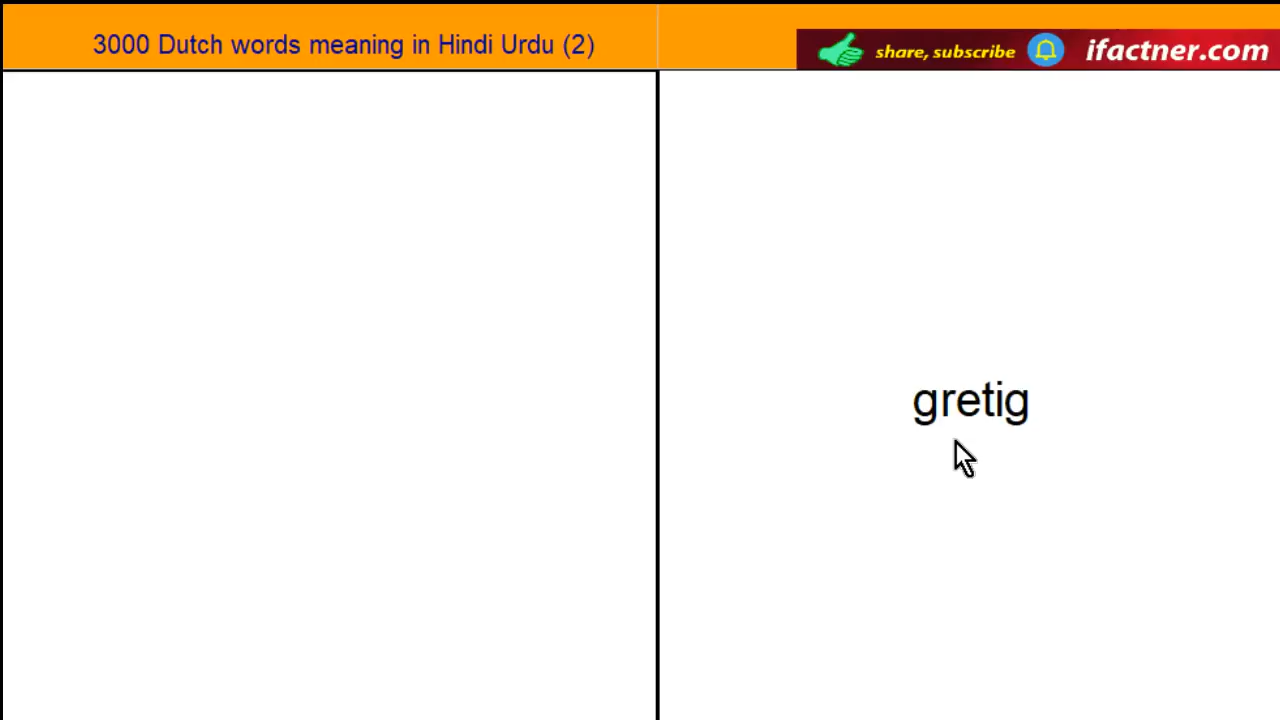 3000 Dutch words meaning in Hindi Urdu (2)
share, subscribe
ifactner.com
gretig